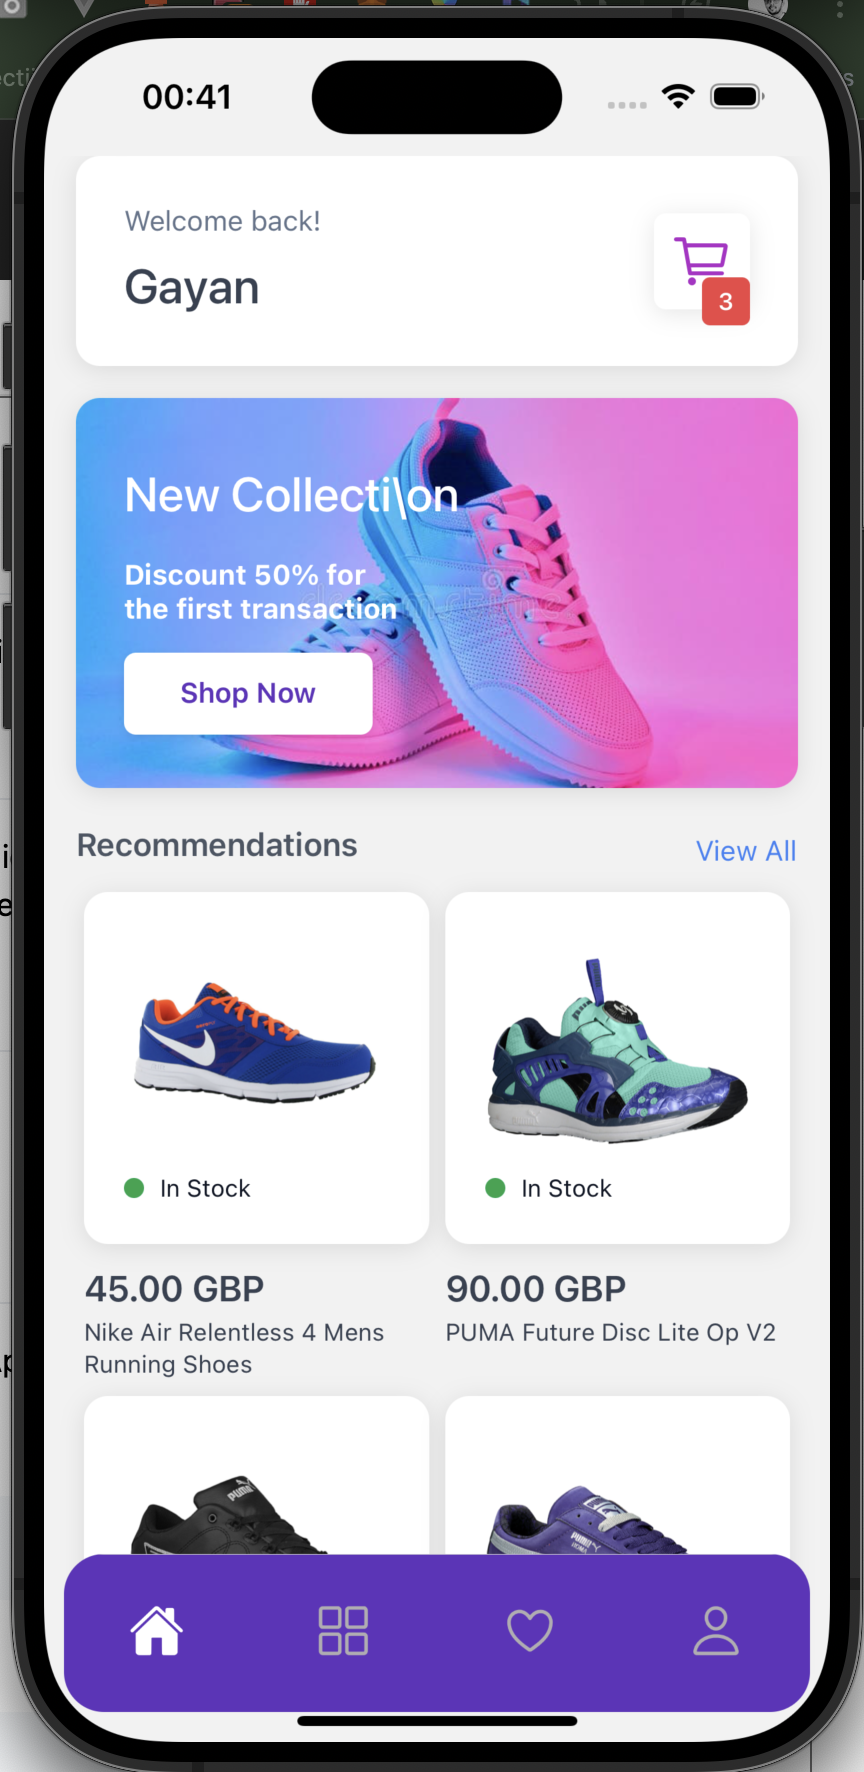 00:41
Welcome back!
Gayan
3
New Collecti\on
Discount 50% for
the first transaction
Shop Now
Recommendations
View All
In Stock
In Stock
45.00 GBP
90.00 GBP
Nike Air Relentless 4 Mens
Running Shoes
PUMA Future Disc Lite Op V2
PUMA
PUMA